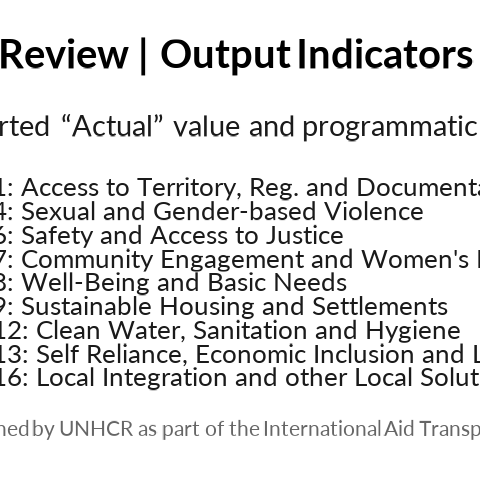 Review | Output Indicators
rted “Actual” value and programmatic
1: Access to Territory, Reg. and Documenta
4: Sexual and Gender-based Violence
6: Safety and Access to Justice
7: Community Engagement and Women's
8: Well-Being and Basic Needs
9: Sustainable Housing and Settlements
12: Clean Water, Sanitation and Hygiene
13: Self Reliance, Economic Inclusion and L
16: Local Integration and other Local Solut
ned by UNHCR as part of the International Aid Transp